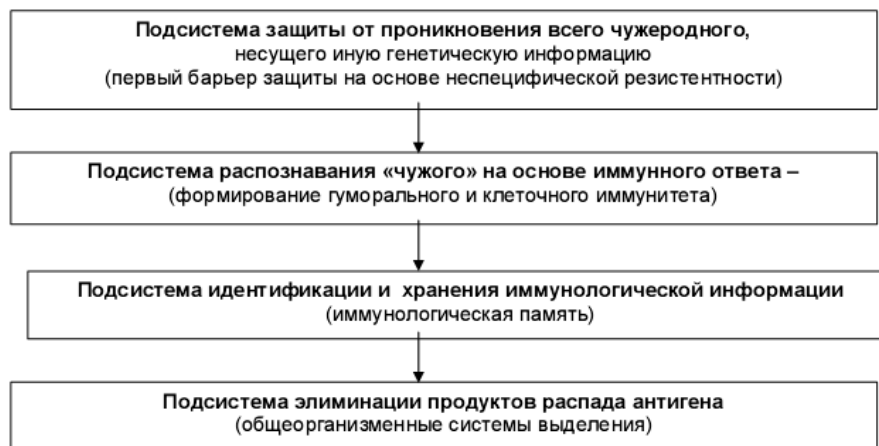 Подсистема защиты от проникновения всего чужеродного,
несущего иную генетическую информацию
(первый барьер защиты на основе неспецифической резистентности)
Подсистема распознавания «чужого» на основе иммунного ответа –
(формирование гуморального и клеточного иммунитета)
Подсистема идентификации и хранения иммунологической информации
(иммунологическая память)
Подсистема элиминации продуктов распада антигена
(общеорганизменные системы выделения)